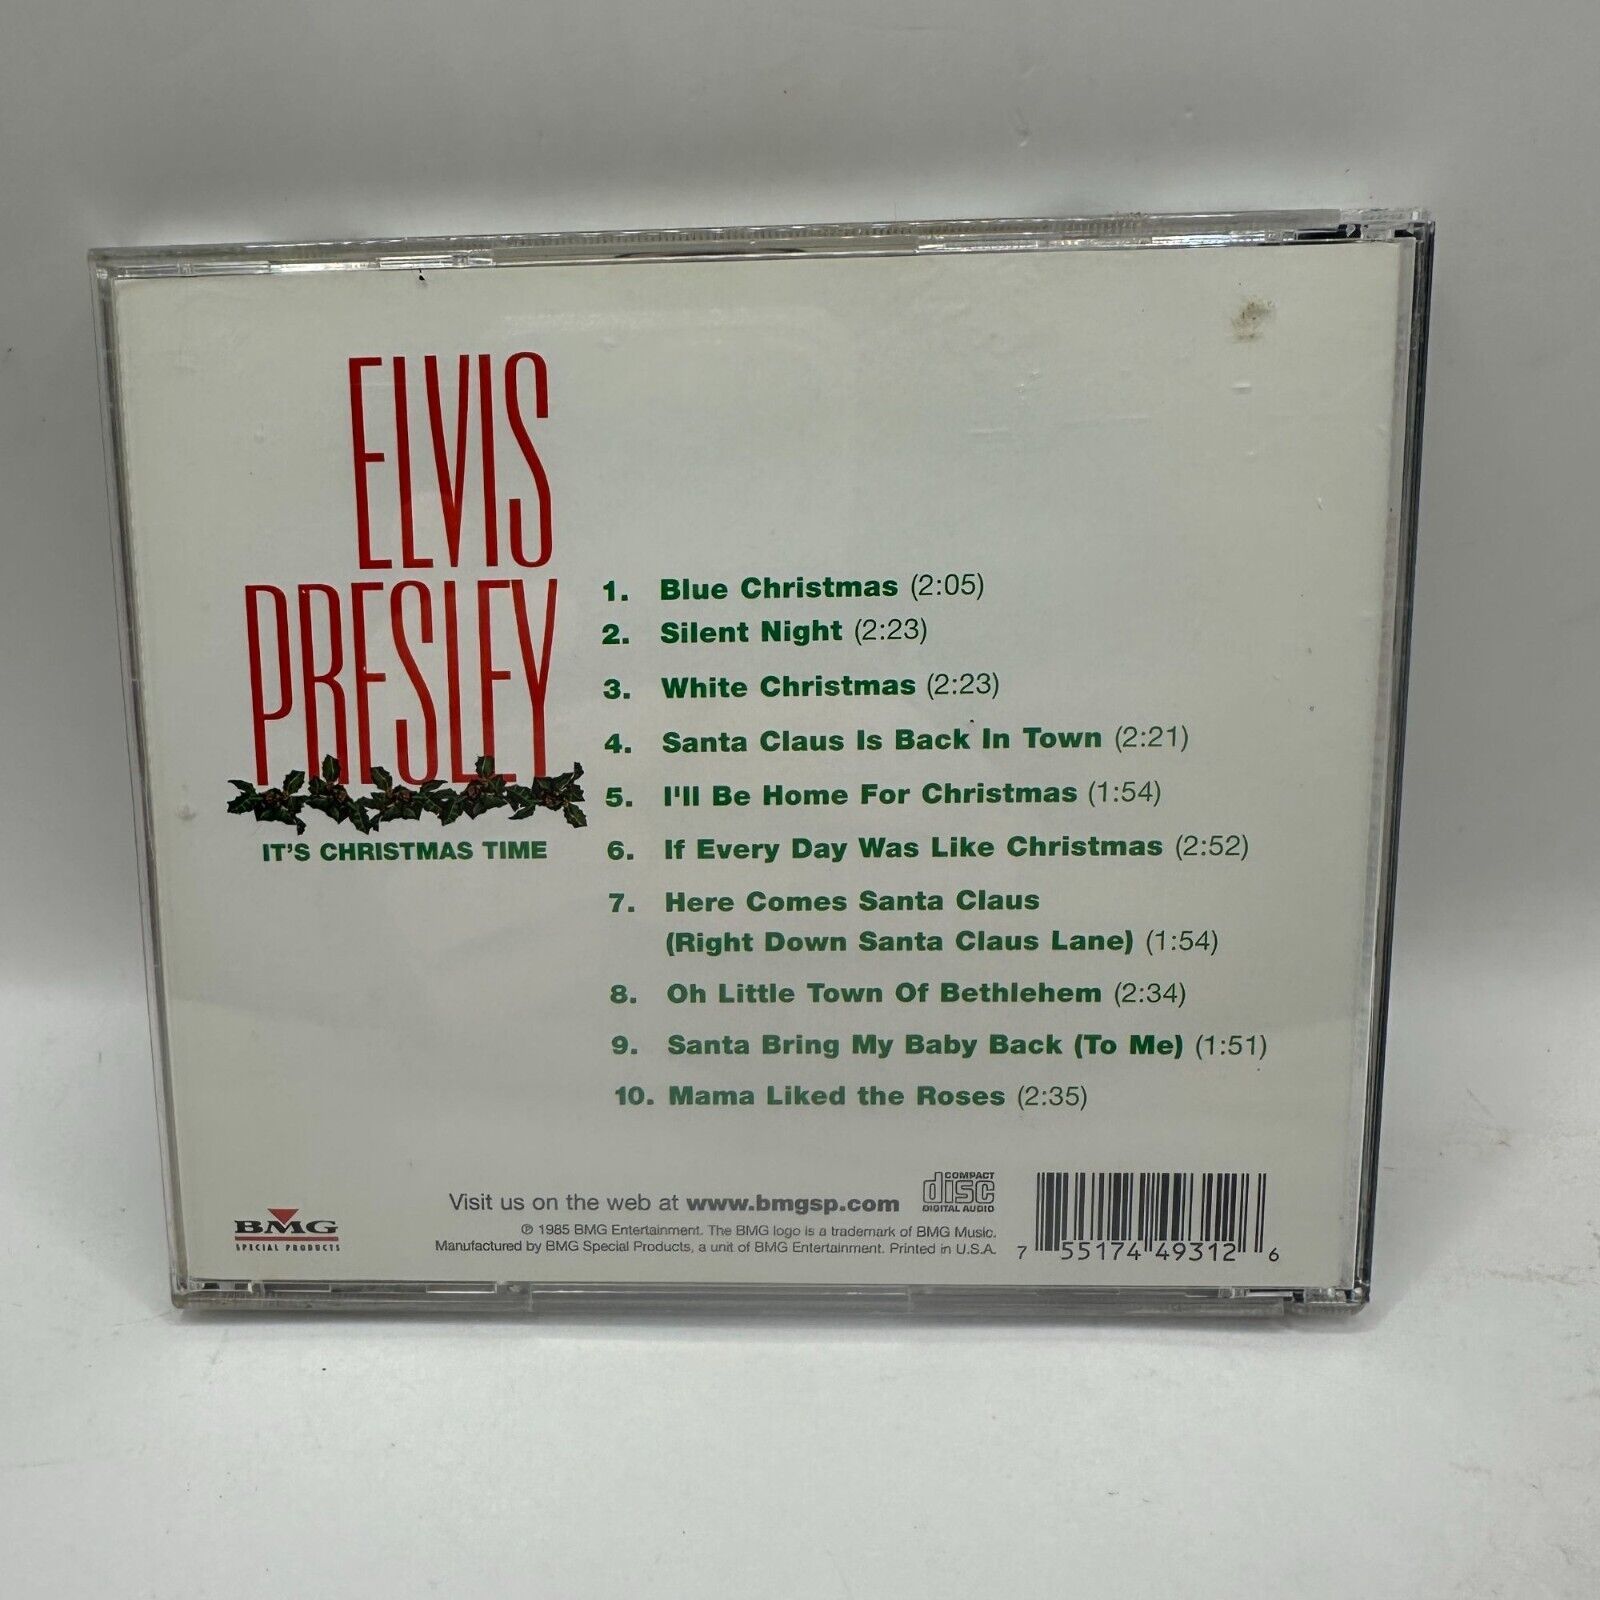 ELVIS
PRESLEY
IT'S CHRISTMAS TIME
1. Blue Christmas (2:05)
2. Silent Night (2:23)
3. White Christmas (2:23)
4. Santa Claus Is Back In Town (2:21)
5. I'll Be Home For Christmas (1:54)
6. If Every Day Was Like Christmas (2:52)
7. Here Comes Santa Claus
(Right Down Santa Claus Lane) (1:54)
8. Oh Little Town Of Bethlehem (2:34)
9. Santa Bring My Baby Back (To Me) (1:51)
10. Mama Liked the Roses (2:35)
BMG
SPECIAL PRODUCTS
Visit us on the web at www.bmgsp.com
℗ 1985 BMG Entertainment. The BMG logo is a trademark of BMG Music.
Manufactured by BMG Special Products, a unit of BMG Entertainment. Printed in U.S.A.
COMPACT
disc
DIGITAL AUDIO
7 55174 49312 6